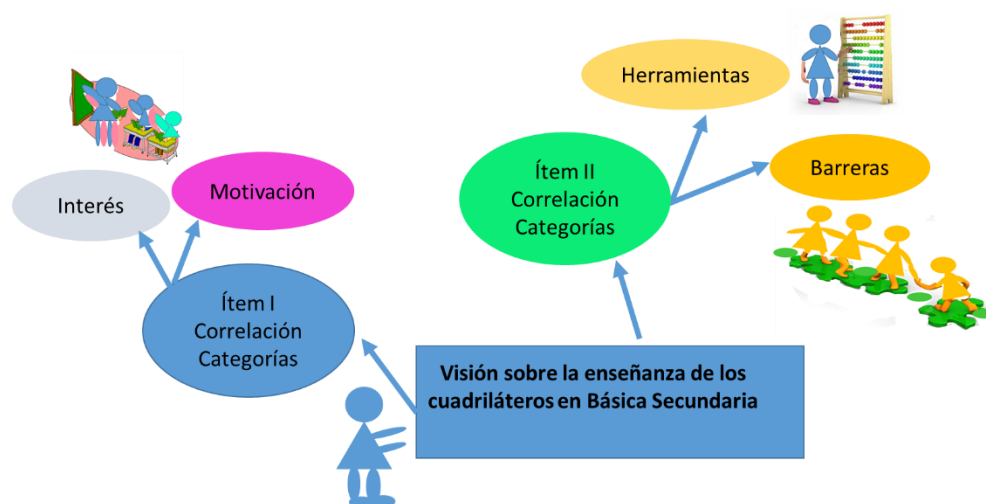 Herramientas
Interés
Motivación
Ítem II
Correlación
Categorías
Barreras
Ítem I
Correlación
Categorías
Visión sobre la enseñanza de los
cuadriláteros en Básica Secundaria